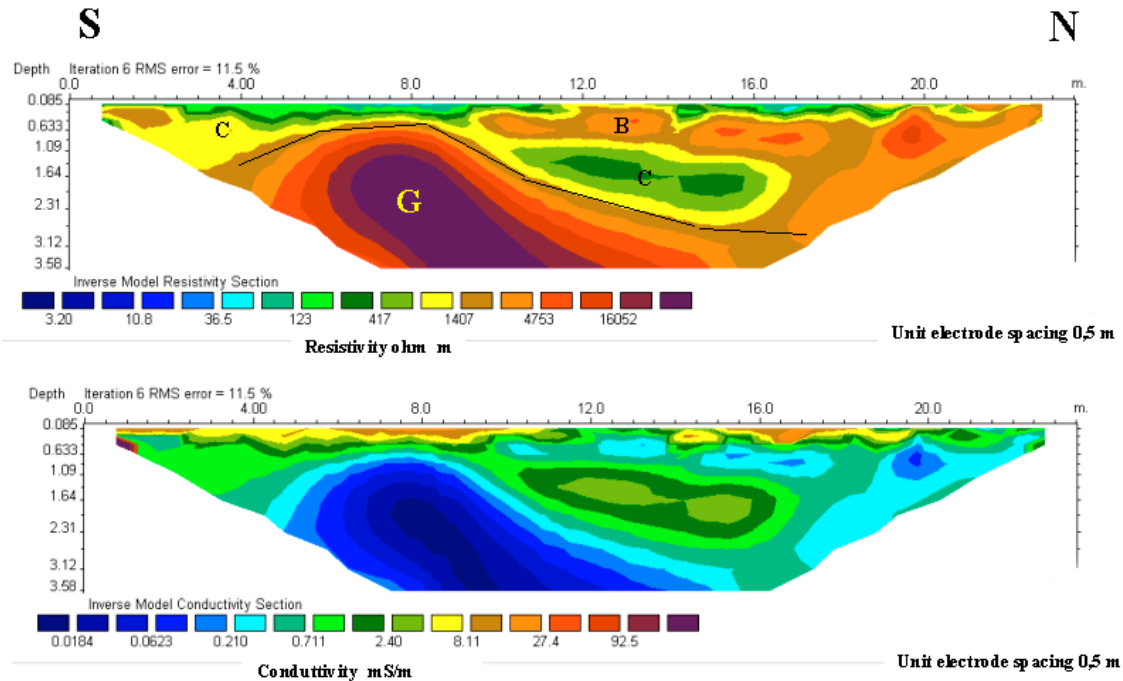 S N
Depth Iteration 6 RMS error = 11.5 %
0.0 4.00 8.0 12.0 16.0 20.0 m.
0.085
0.633
1.09
1.64
2.31
3.12
3.58
C B
C
G
Inverse Model Resistivity Section
3.20 10.8 36.5 123 417 1407 4753 16052
Resistivity ohm m
Unit electrode spacing 0,5 m
Depth Iteration 6 RMS error = 11.5 %
0.0 4.00 8.0 12.0 16.0 20.0 m.
0.085
0.633
1.09
1.64
2.31
3.12
3.58
Inverse Model Conductivity Section
0.0184 0.0623 0.210 0.711 2.40 8.11 27.4 92.5
Conduttivity mS/m
Unit electrode spacing 0,5 m